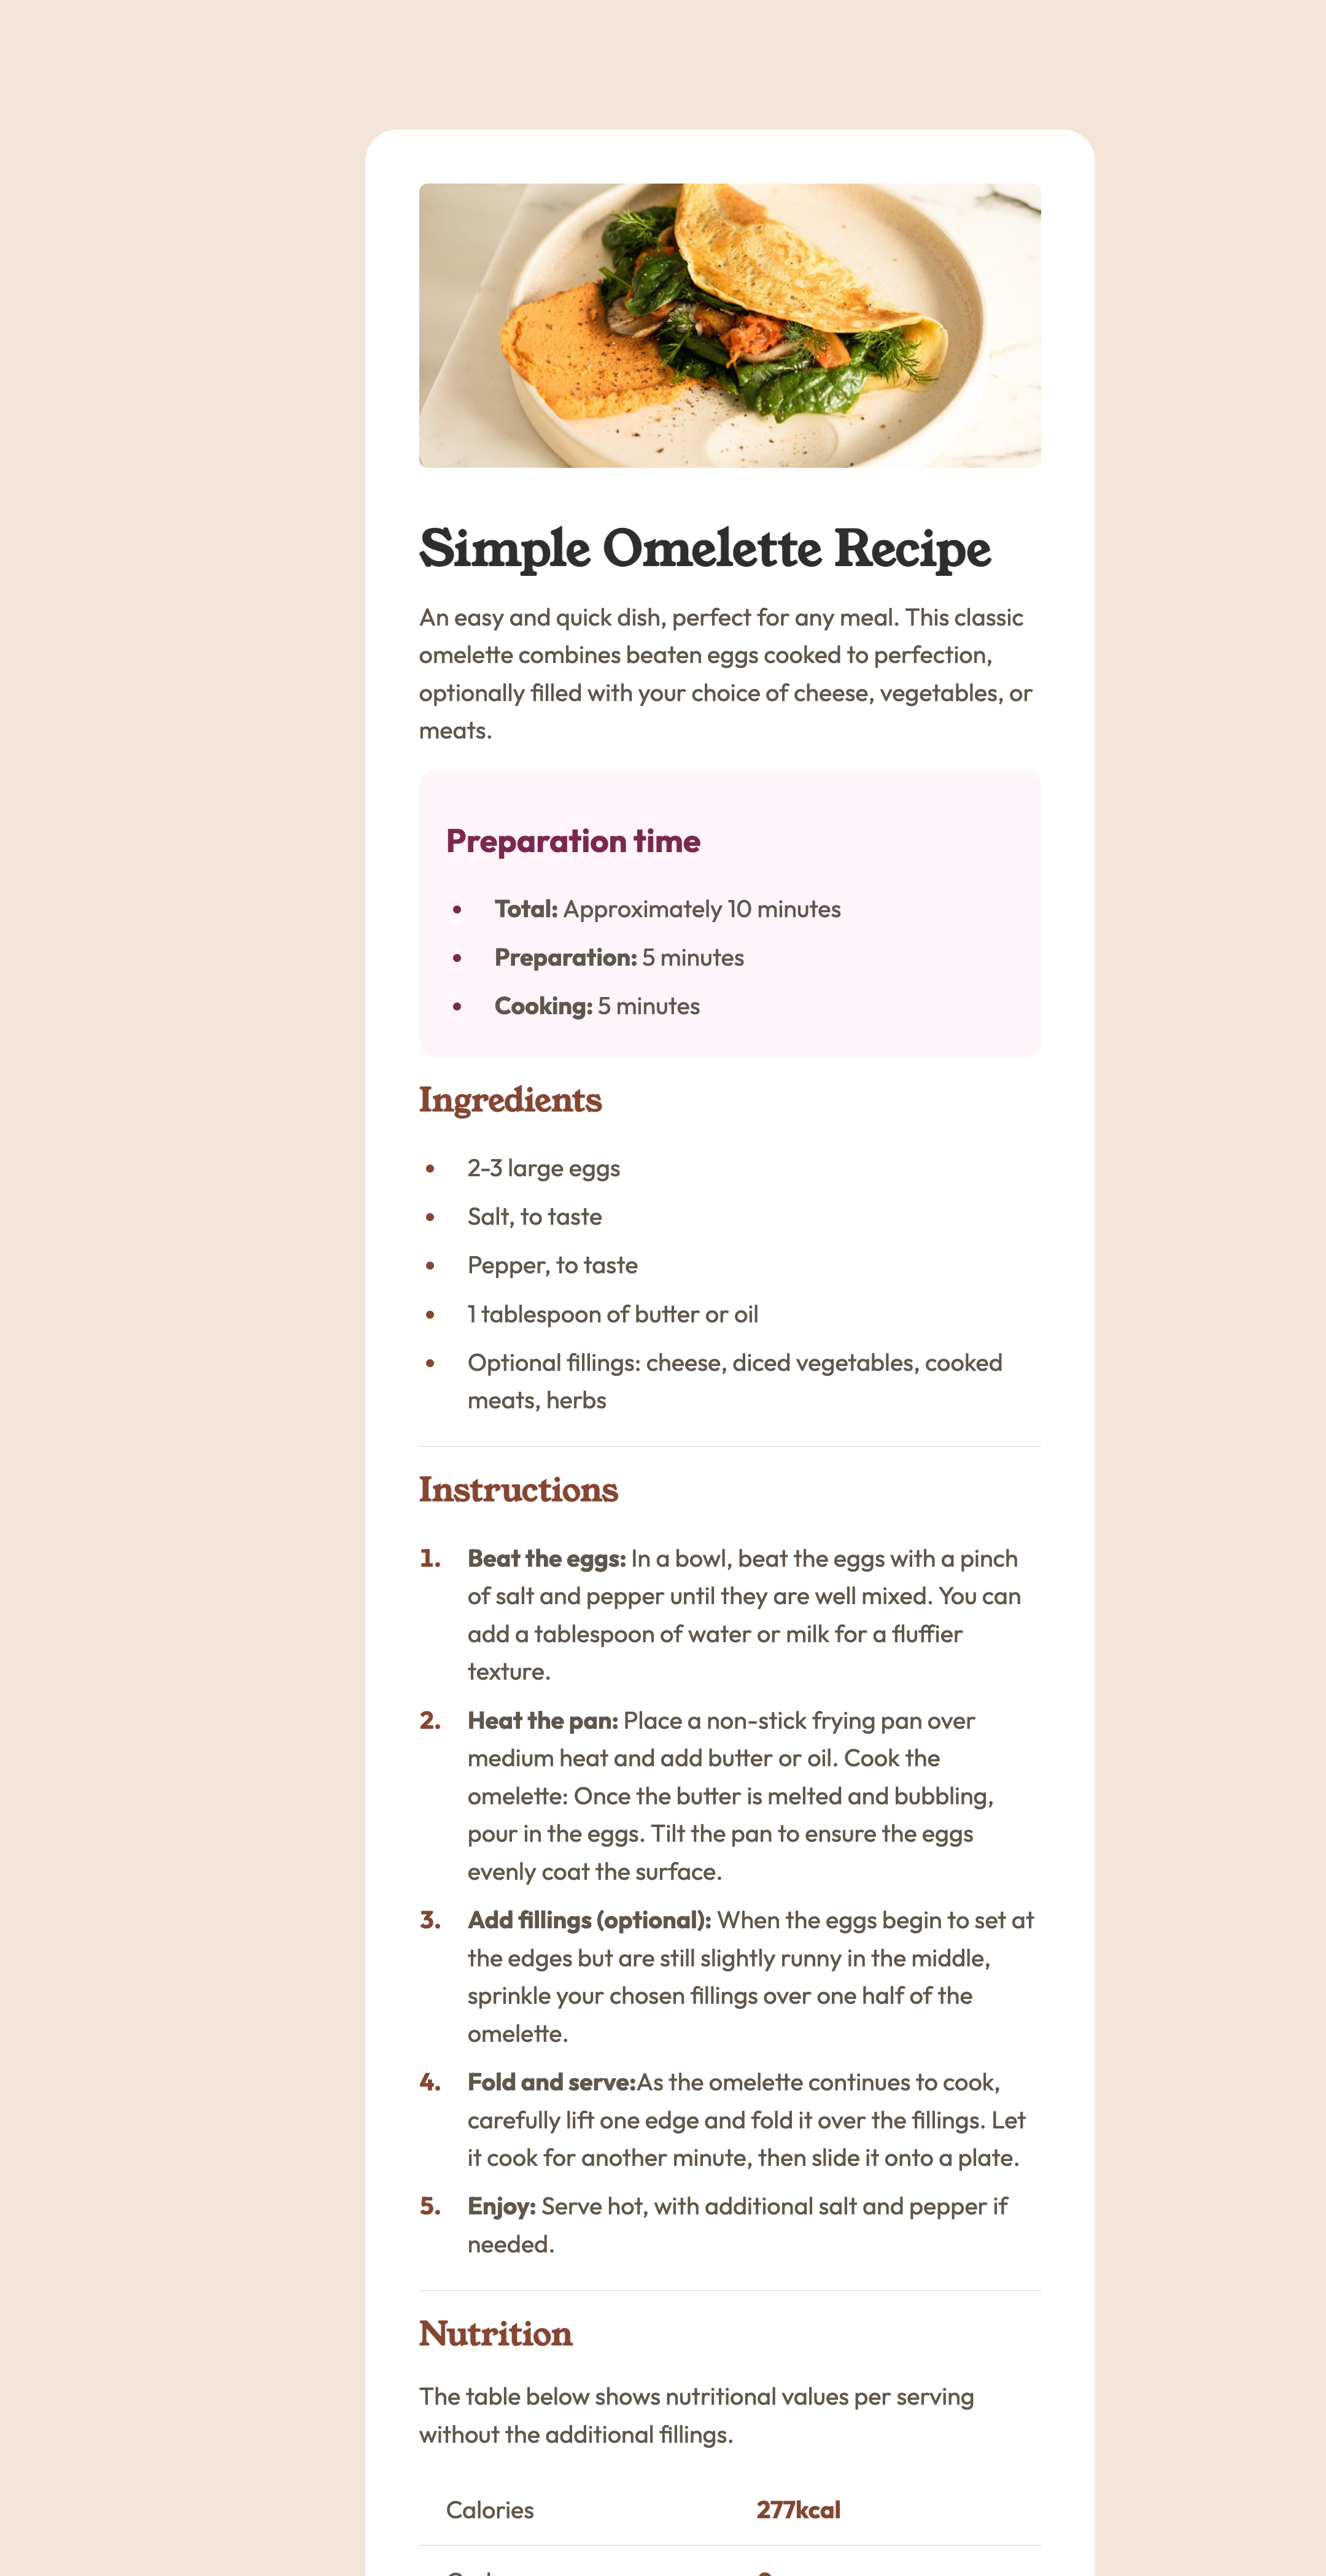 Simple Omelette Recipe
An easy and quick dish, perfect for any meal. This classic
omelette combines beaten eggs cooked to perfection,
optionally filled with your choice of cheese, vegetables, or
meats.
Preparation time
• Total: Approximately 10 minutes
• Preparation: 5 minutes
• Cooking: 5 minutes
Ingredients
• 2-3 large eggs
• Salt, to taste
• Pepper, to taste
• 1 tablespoon of butter or oil
• Optional fillings: cheese, diced vegetables, cooked
meats, herbs
Instructions
1. Beat the eggs: In a bowl, beat the eggs with a pinch
of salt and pepper until they are well mixed. You can
add a tablespoon of water or milk for a fluffier
texture.
2. Heat the pan: Place a non-stick frying pan over
medium heat and add butter or oil. Cook the
omelette: Once the butter is melted and bubbling,
pour in the eggs. Tilt the pan to ensure the eggs
evenly coat the surface.
3. Add fillings (optional): When the eggs begin to set at
the edges but are still slightly runny in the middle,
sprinkle your chosen fillings over one half of the
omelette.
4. Fold and serve:As the omelette continues to cook,
carefully lift one edge and fold it over the fillings. Let
it cook for another minute, then slide it onto a plate.
5. Enjoy: Serve hot, with additional salt and pepper if
needed.
Nutrition
The table below shows nutritional values per serving
without the additional fillings.
Calories 277kcal